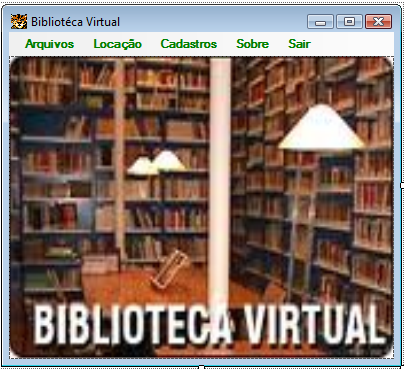 Bibliotéca Virtual
Arquivos Locação Cadastros Sobre Sair
BIBLIOTECA VIRTUAL